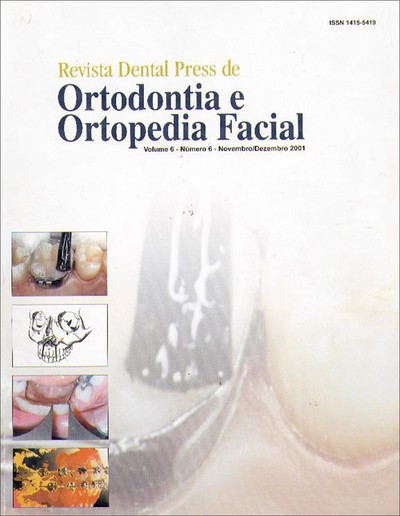 ISSN 1415-5419
Revista Dental Press de
Ortodontia e
Ortopedia Facial
Volume 6 - Número 6 - Novembro/Dezembro 2001